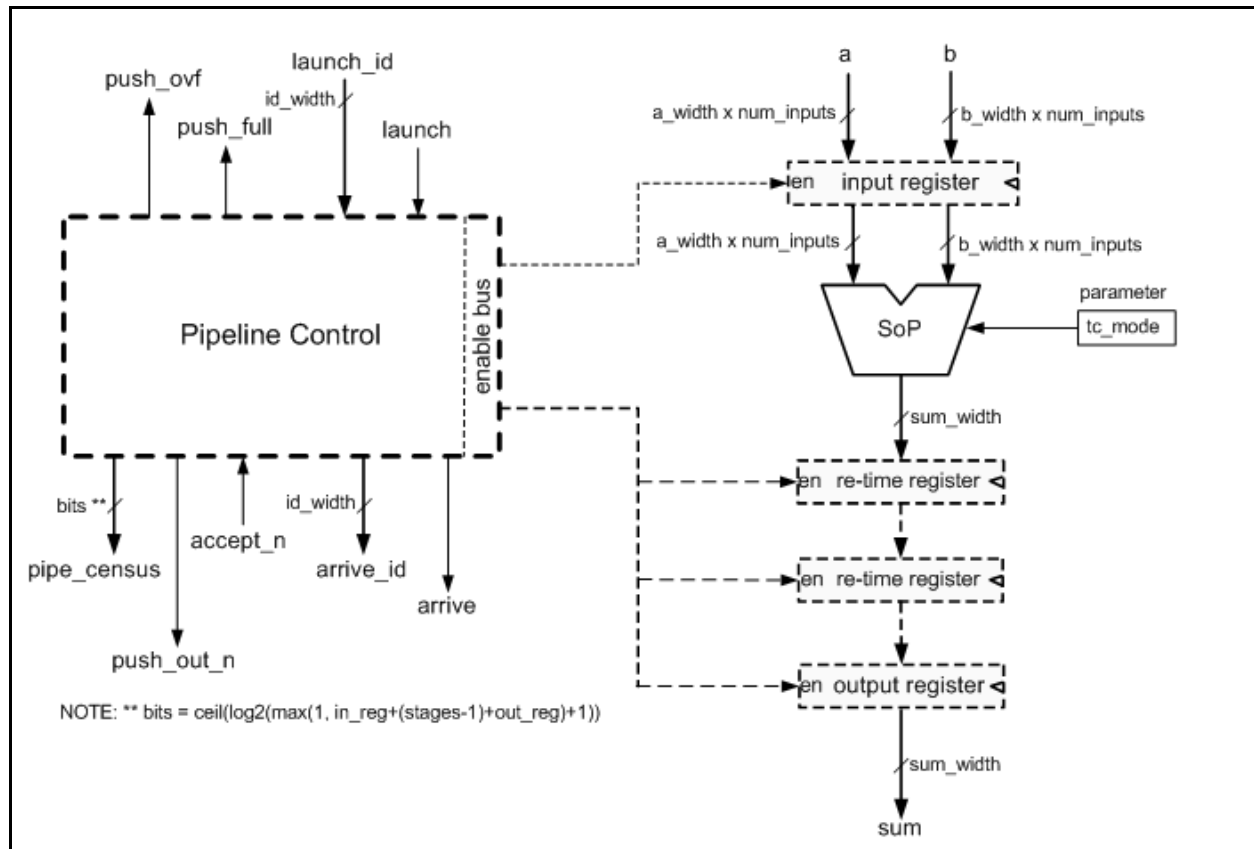 push_ovf
push_full
launch_id
id_width
launch
Pipeline Control
enable bus
bits **
pipe_census
push_out_n
accept_n
id_width
arrive_id
arrive
NOTE: ** bits = ceil(log2(max(1, in_reg+(stages-1)+out_reg)+1))
a
b
a_width x num_inputs
b_width x num_inputs
en input register
a_width x num_inputs
b_width x num_inputs
SoP
parameter
tc_mode
sum_width
en re-time register
en re-time register
en output register
sum_width
sum